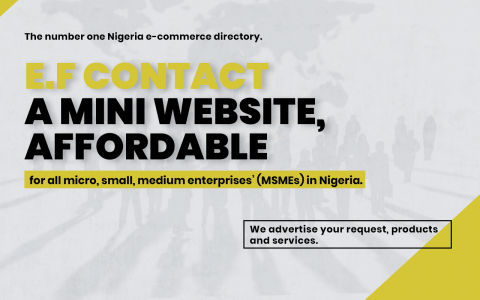 The number one Nigeria e-commerce directory.
E.F CONTACT
A MINI WEBSITE,
AFFORDABLE
for all micro, small, medium enterprises' (MSMEs) in Nigeria.
We advertise your request, products
and services.